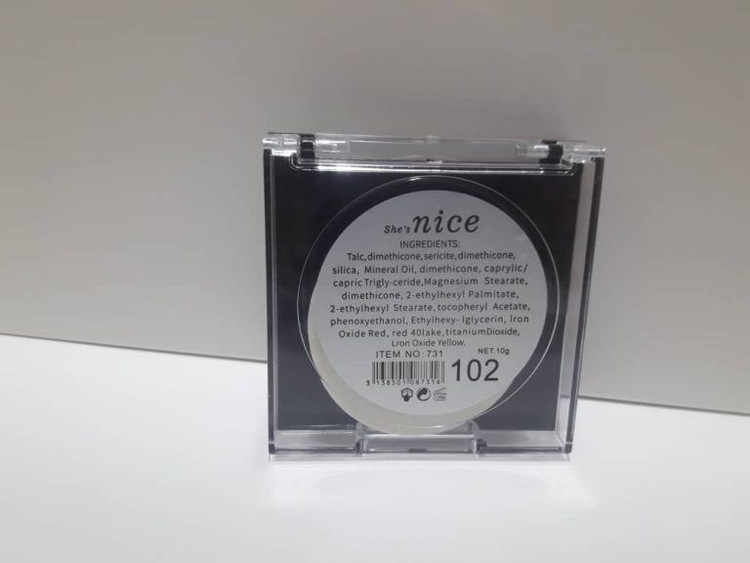 She's nice
INGREDIENTS:
Talc,dimethicone,sericite,dimethicone,
silica, Mineral Oil, dimethicone, caprylic/
capric Trigly-ceride,Magnesium Stearate,
dimethicone, 2-ethylhexyl Palmitate,
2-ethylhexyl Stearate,tocopheryl Acetate,
phenoxyethanol, Ethylhexy- lglycerin, lron
Oxide Red, red 40lake,titaniumDioxide,
Lron Oxide Yellow.
ITEM NO:731
NET.10g
102